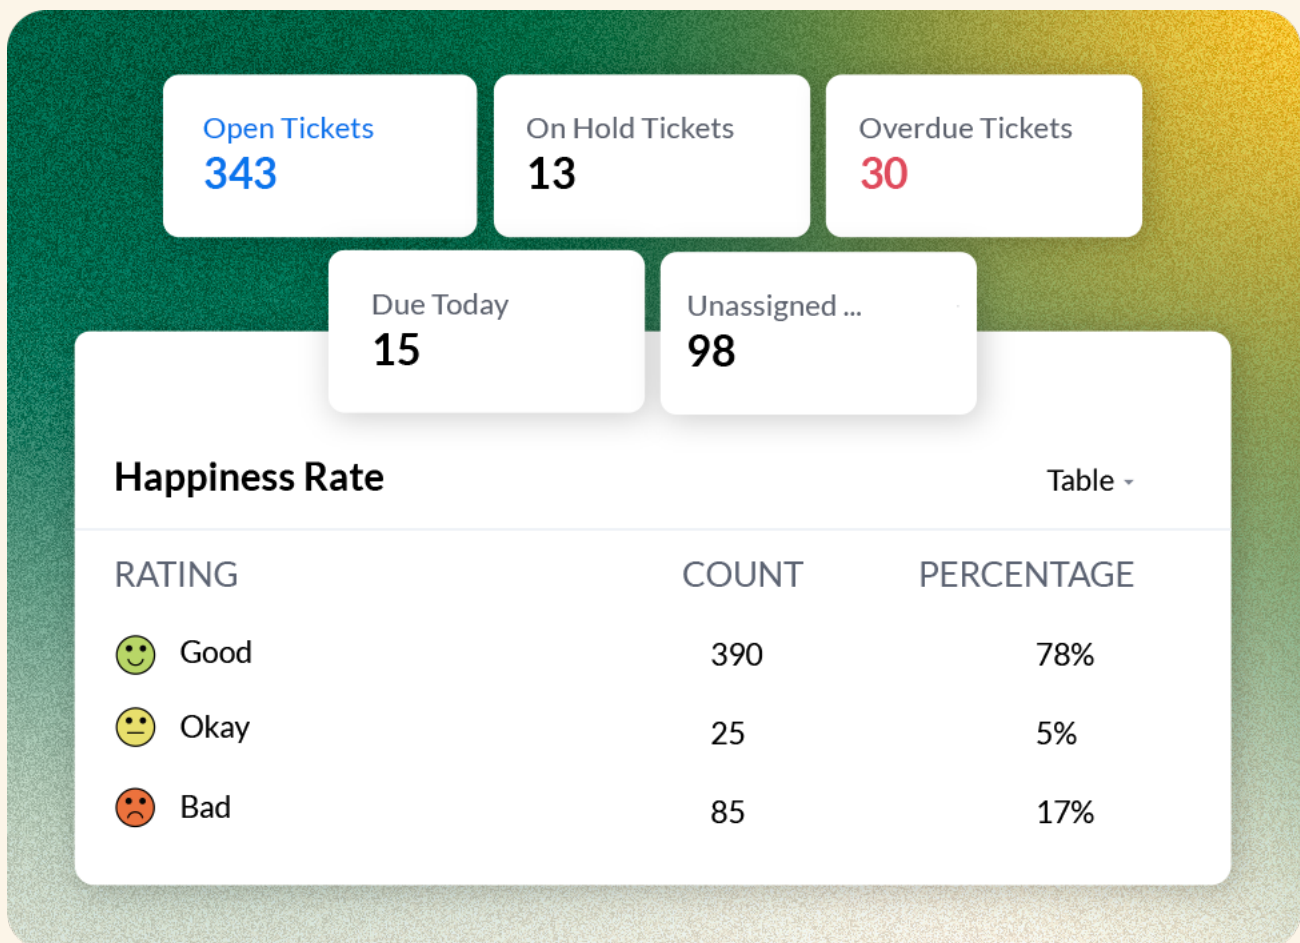 Open Tickets
343
On Hold Tickets
13
Overdue Tickets
30
Due Today
15
Unassigned ...
98
Happiness Rate
Table
RATING COUNT PERCENTAGE
Good 390 78%
Okay 25 5%
Bad 85 17%